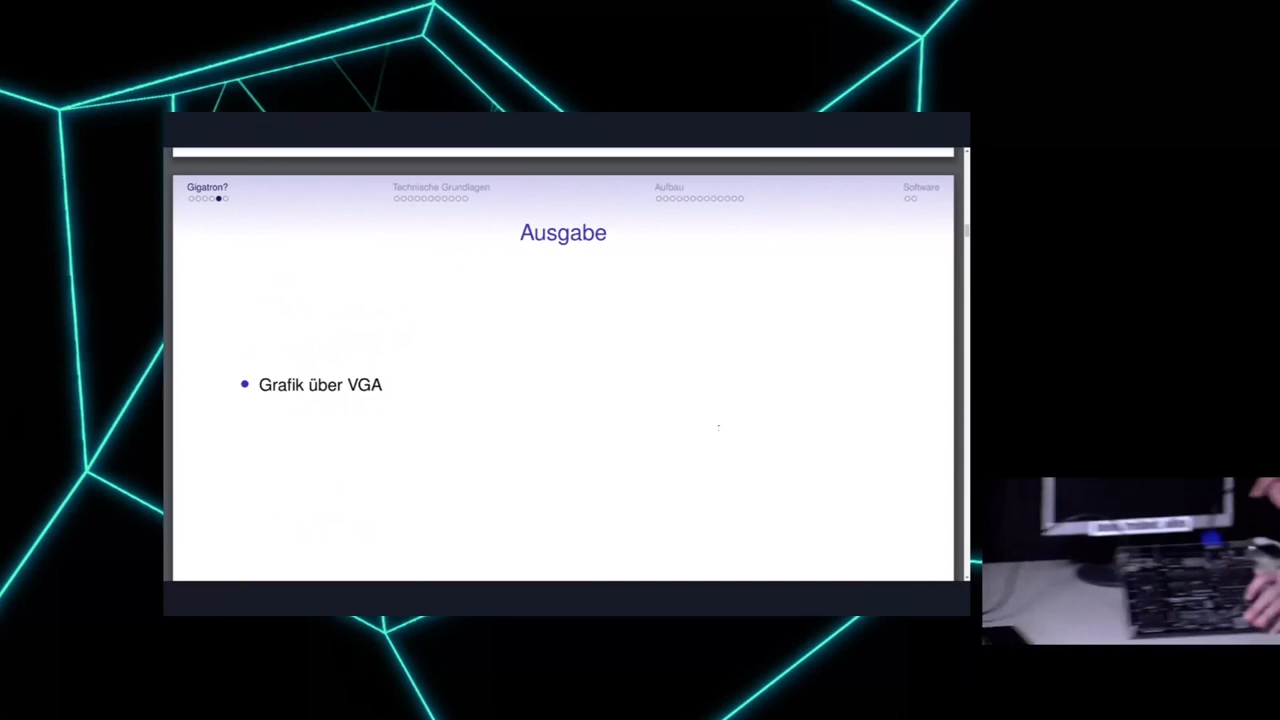 Gigatron?
Technische Grundlagen
Aufbau
Software
Ausgabe
Grafik über VGA